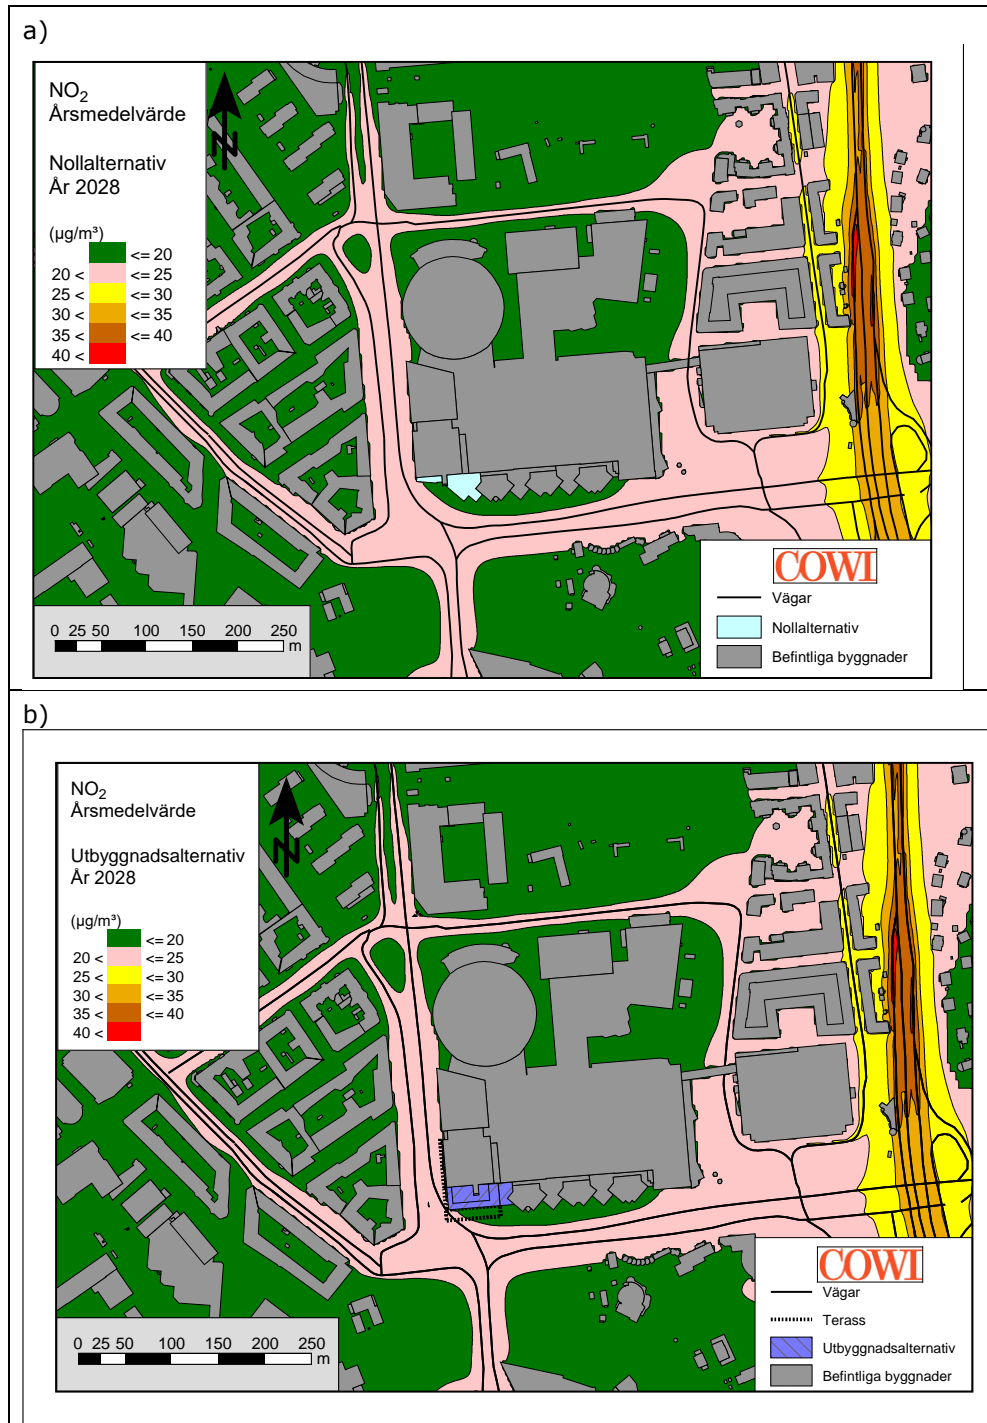 a)
NO2
Årsmedelvärde
Nollalternativ
År 2028
(µg/m³)
<= 20
20 < <= 25
25 < <= 30
30 < <= 35
35 < <= 40
40 <
N
0 25 50 100 150 200 250
m
COWI
Vägar
Nollalternativ
Befintliga byggnader
b)
NO2
Årsmedelvärde
Utbyggnadsalternativ
År 2028
(µg/m³)
<= 20
20 < <= 25
25 < <= 30
30 < <= 35
35 < <= 40
40 <
N
0 25 50 100 150 200 250
m
COWI
Vägar
Terass
Utbyggnadsalternativ
Befintliga byggnader